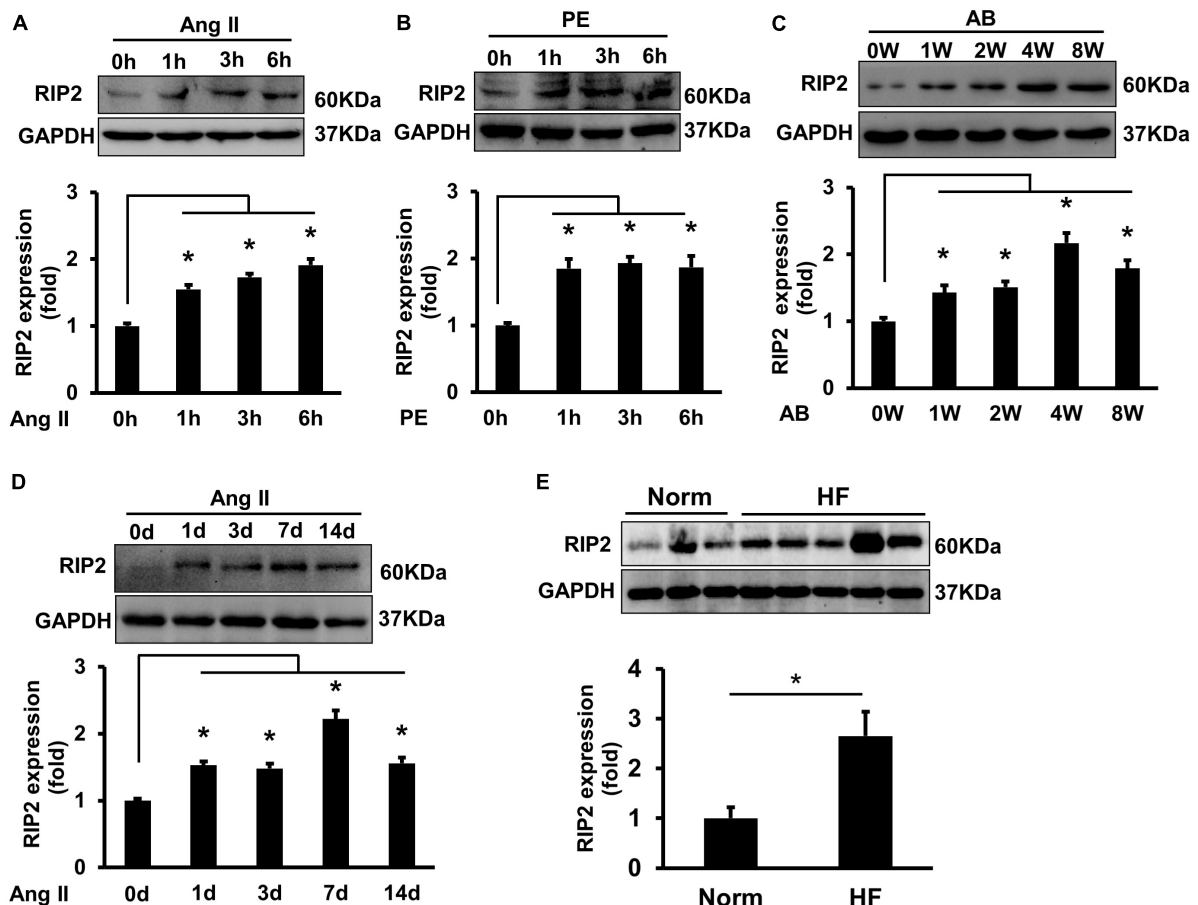 A
Ang II
0h 1h 3h 6h
RIP2 60KDa
GAPDH 37KDa
RIP2 expression
(fold)
3
2
1
0
* * *
Ang II 0h 1h 3h 6h
B
PE
0h 1h 3h 6h
RIP2 60KDa
GAPDH 37KDa
RIP2 expression
(fold)
3
2
1
0
* * *
PE 0h 1h 3h 6h
C
AB
0W 1W 2W 4W 8W
RIP2 60KDa
GAPDH 37KDa
RIP2 expression
(fold)
3
2
1
0
* * * *
AB 0W 1W 2W 4W 8W
D
Ang II
0d 1d 3d 7d 14d
RIP2 60KDa
GAPDH 37KDa
RIP2 expression
(fold)
3
2
1
0
* * * *
Ang II 0d 1d 3d 7d 14d
E
Norm HF
RIP2 60KDa
GAPDH 37KDa
RIP2 expression
(fold)
4
3
2
1
0
*
Norm HF